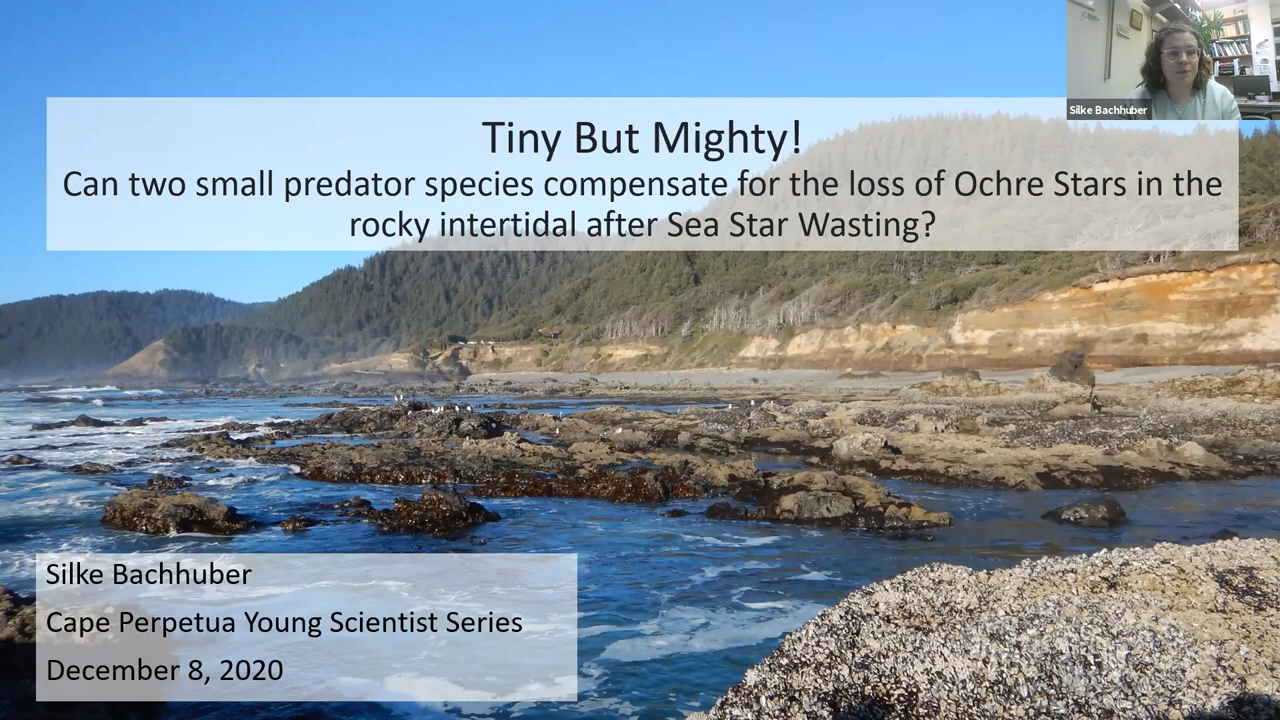 Silke Bachhuber
Tiny But Mighty!
Can two small predator species compensate for the loss of Ochre Stars in the
rocky intertidal after Sea Star Wasting?
Silke Bachhuber
Cape Perpetua Young Scientist Series
December 8, 2020